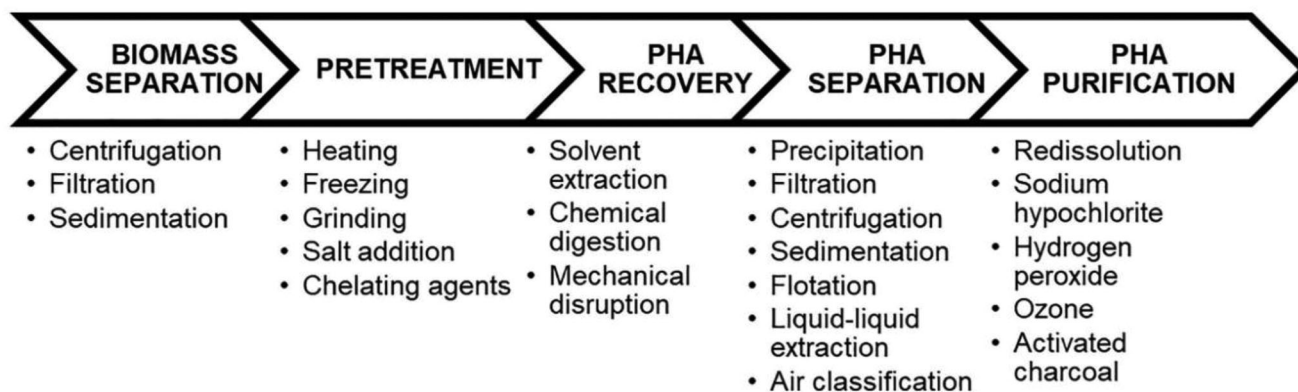 BIOMASS
SEPARATION
PRETREATMENT
PHA
RECOVERY
PHA
SEPARATION
PHA
PURIFICATION
• Centrifugation
• Filtration
• Sedimentation
• Heating
• Freezing
• Grinding
• Salt addition
• Chelating agents
• Solvent
extraction
• Chemical
digestion
• Mechanical
disruption
• Precipitation
• Filtration
• Centrifugation
• Sedimentation
• Flotation
• Liquid-liquid
extraction
• Air classification
• Redissolution
• Sodium
hypochlorite
• Hydrogen
peroxide
• Ozone
• Activated
charcoal